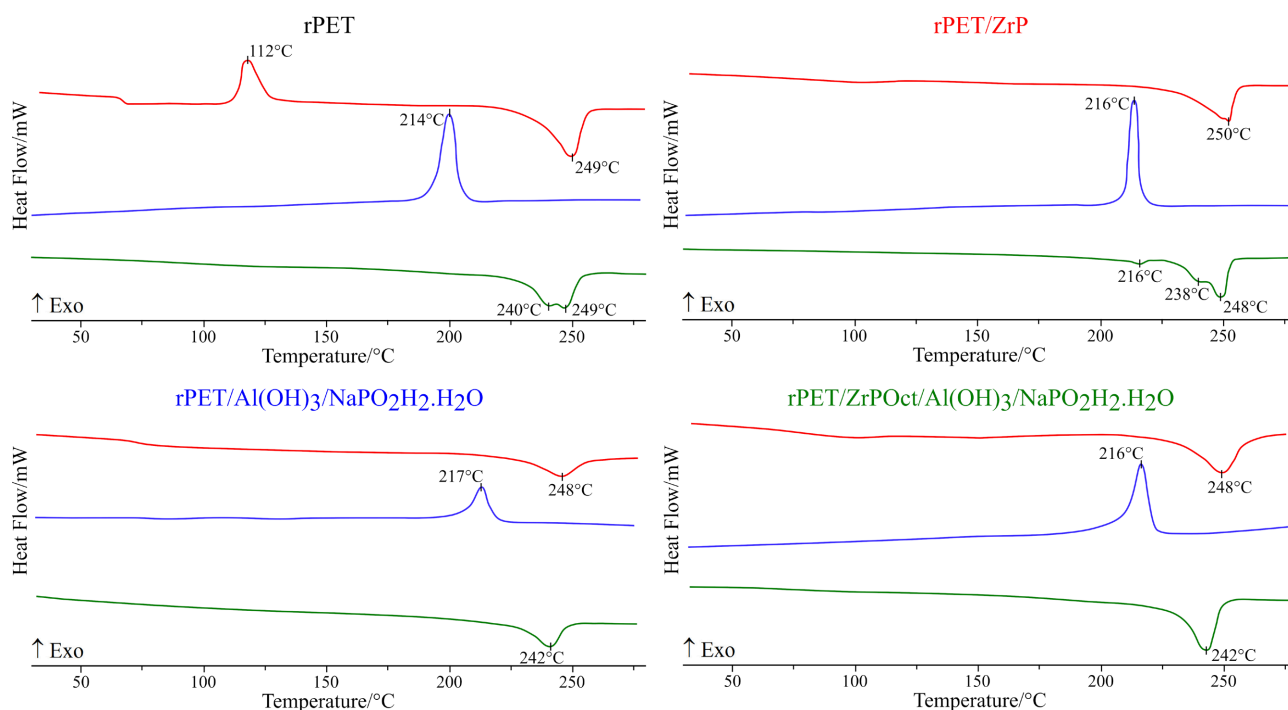 rPET
112°C
214°C
249°C
240°C
249°C
Heat Flow/mW
↑ Exo
50
100
150
200
250
Temperature/°C
rPET/ZrP
216°C
250°C
216°C
238°C
248°C
Heat Flow/mW
↑ Exo
50
100
150
200
250
Temperature/°C
rPET/Al(OH)3/NaPO2H2.H2O
217°C
248°C
242°C
Heat Flow/mW
↑ Exo
50
100
150
200
250
Temperature/°C
rPET/ZrPOct/Al(OH)3/NaPO2H2.H2O
216°C
248°C
242°C
Heat Flow/mW
↑ Exo
50
100
150
200
250
Temperature/°C